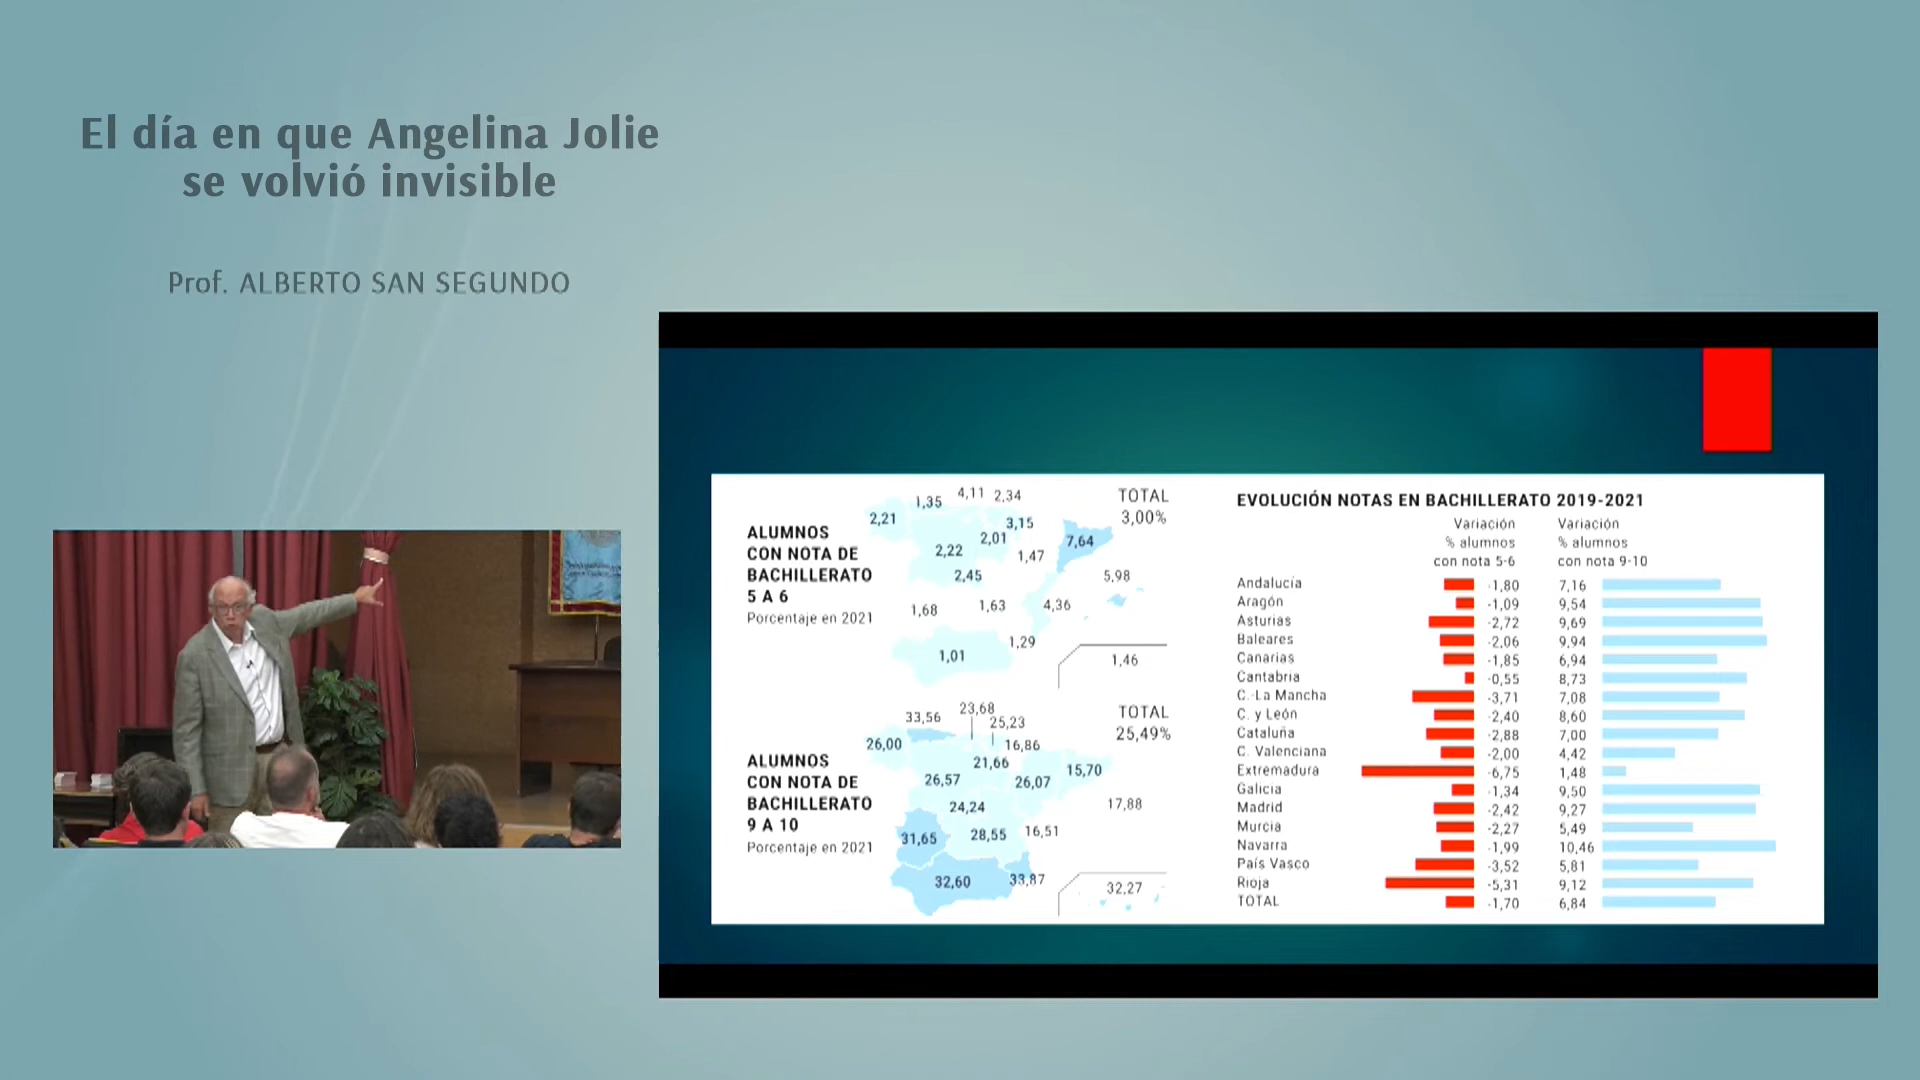 El día en que Angelina Jolie
se volvió invisible
Prof. ALBERTO SAN SEGUNDO
ALUMNOS
CON NOTA DE
BACHILLERATO
5 A 6
Porcentaje en 2021
1,35
4,11
2,34
TOTAL
3,00%
2,21
3,15
2,01
2,22
1,47
7,64
2,45
5,98
1,68
1,63
4,36
1,29
1,01
1,46
ALUMNOS
CON NOTA DE
BACHILLERATO
9 A 10
Porcentaje en 2021
33,56
23,68
25,23
TOTAL
25,49%
26,00
16,86
21,66
26,57
26,07
15,70
24,24
17,88
31,65
28,55
16,51
32,60
33,87
32,27
EVOLUCIÓN NOTAS EN BACHILLERATO 2019-2021
Variación
% alumnos
con nota 5-6
Variación
% alumnos
con nota 9-10
Andalucía -1,80 7,16
Aragón -1,09 9,54
Asturias -2,72 9,69
Baleares -2,06 9,94
Canarias -1,85 6,94
Cantabria -0,55 8,73
C.-La Mancha -3,71 7,08
C. y León -2,40 8,60
Cataluña -2,88 7,00
C. Valenciana -2,00 4,42
Extremadura -6,75 1,48
Galicia -1,34 9,50
Madrid -2,42 9,27
Murcia -2,27 5,49
Navarra -1,99 10,46
País Vasco -3,52 5,81
Rioja -5,31 9,12
TOTAL -1,70 6,84